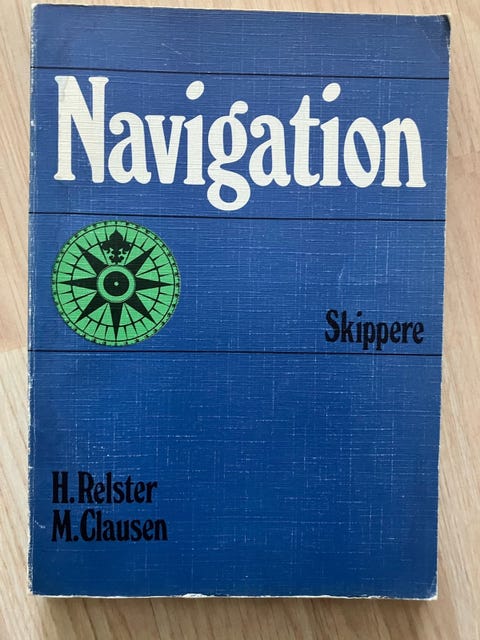 Navigation
Skippere
H. Relster
M. Clausen